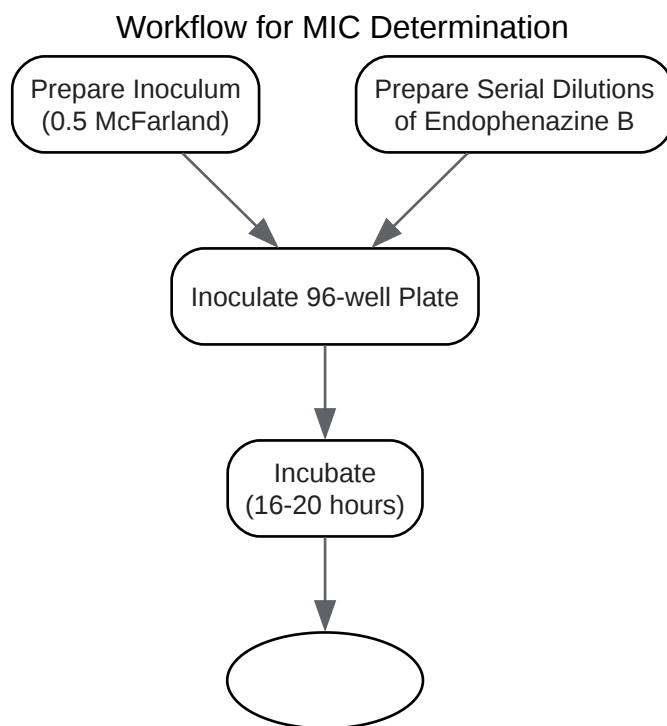 Workflow for MIC Determination
Prepare Inoculum
(0.5 McFarland)
Prepare Serial Dilutions
of Endophenazine B
Inoculate 96-well Plate
Incubate
(16-20 hours)